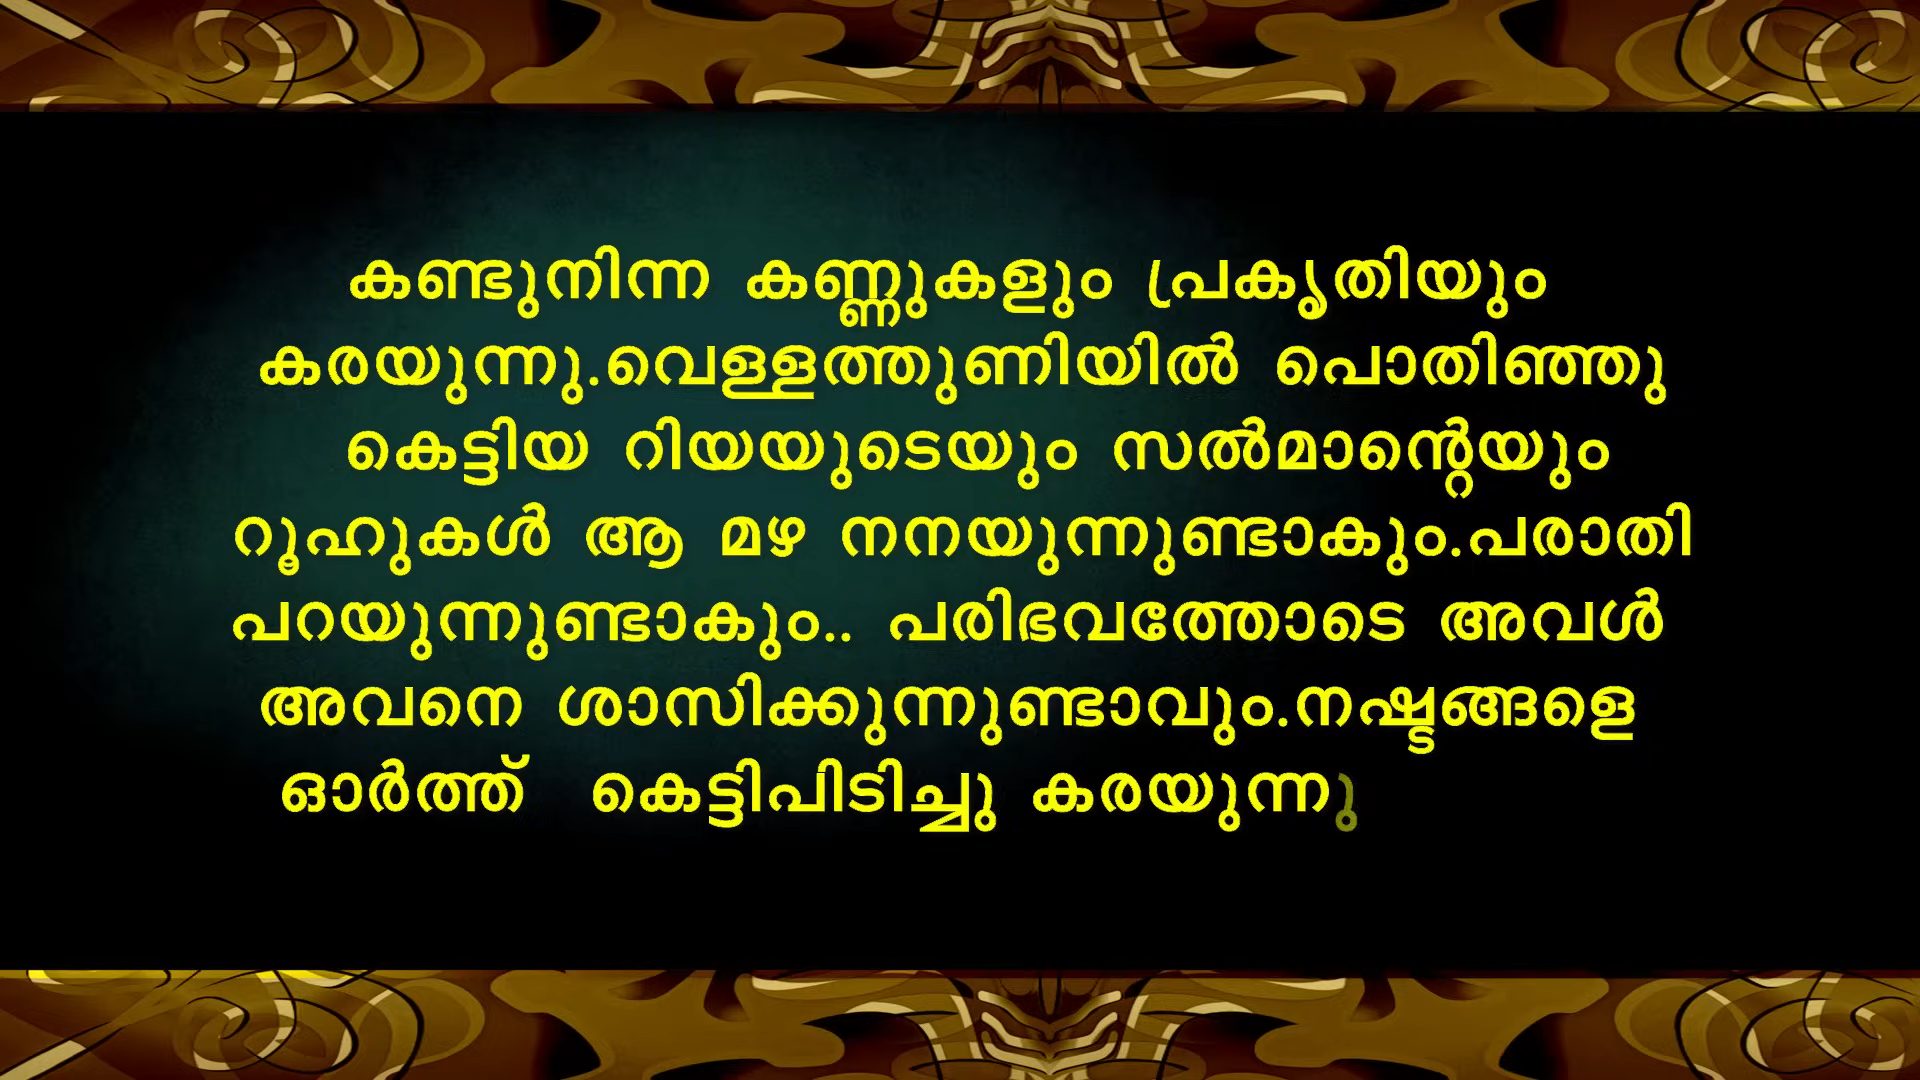 കണ്ടുനിന്ന കണ്ണുകളും പ്രകൃതിയും
കരയുന്നു.വെള്ളത്തുണിയിൽ പൊതിഞ്ഞു
കെട്ടിയ റിയയുടെയും സൽമാന്റെയും
റൂഹുകൾ ആ മഴ നനയുന്നുണ്ടാകും.പരാതി
പറയുന്നുണ്ടാകും.. പരിഭവത്തോടെ അവൾ
അവനെ ശാസിക്കുന്നുണ്ടാവും.നഷ്ടങ്ങളെ
ഓർത്ത് കെട്ടിപിടിച്ചു കരയുന്നു